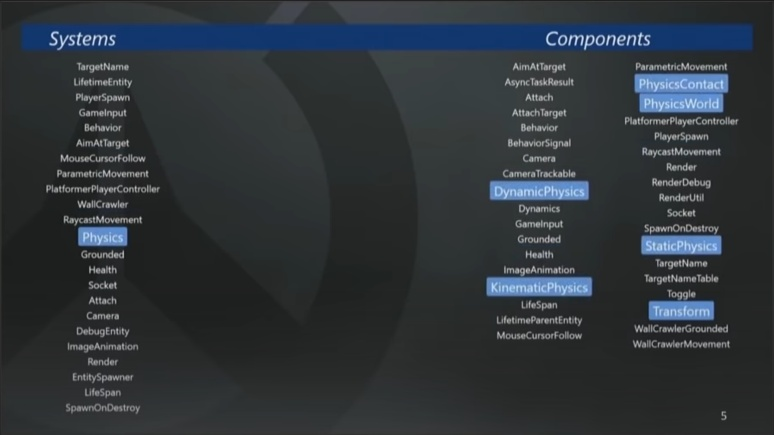 Systems
TargetName
LifetimeEntity
PlayerSpawn
GameInput
Behavior
AimAtTarget
MouseCursorFollow
ParametricMovement
PlatformerPlayerController
WallCrawler
RaycastMovement
Physics
Grounded
Health
Socket
Attach
Camera
DebugEntity
ImageAnimation
Render
EntitySpawner
LifeSpan
SpawnOnDestroy
Components
AimAtTarget
AsyncTaskResult
Attach
AttachTarget
Behavior
BehaviorSignal
Camera
CameraTrackable
DynamicPhysics
Dynamics
GameInput
Grounded
Health
ImageAnimation
KinematicPhysics
LifeSpan
LifetimeParentEntity
MouseCursorFollow
ParametricMovement
PhysicsContact
PhysicsWorld
PlatformerPlayerController
PlayerSpawn
RaycastMovement
Render
RenderDebug
RenderUtil
Socket
SpawnOnDestroy
StaticPhysics
TargetName
TargetNameTable
Toggle
Transform
WallCrawlerGrounded
WallCrawlerMovement
5